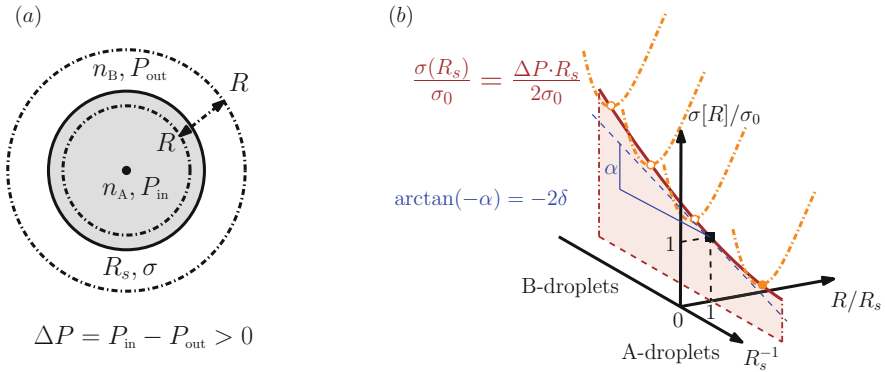 (a)
n_B, P_out
R
R
n_A, P_in
R_s, σ
ΔP = P_in − P_out > 0
(b)
σ(R_s)/σ_0 = ΔP·R_s/2σ_0
σ[R]/σ_0
α
arctan(−α) = −2δ
1
B-droplets
R/R_s
0
1
A-droplets
R_s^{-1}